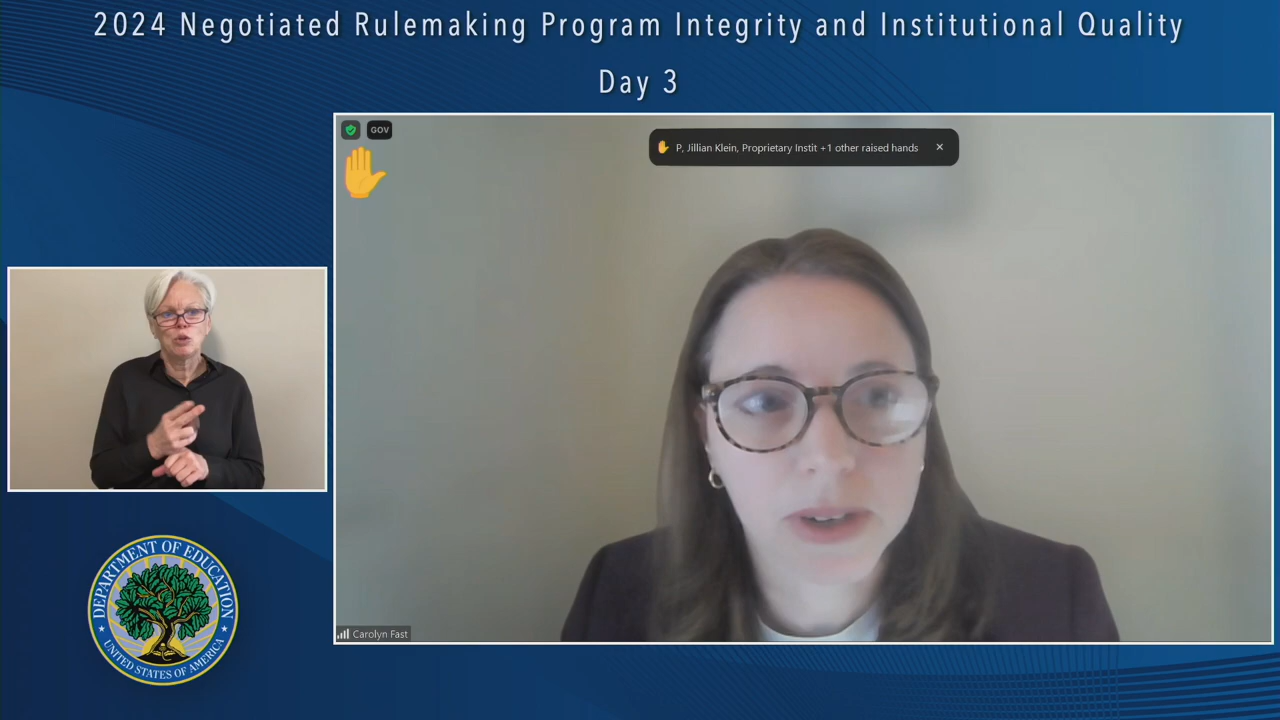 2024 Negotiated Rulemaking Program Integrity and Institutional Quality
Day 3
GOV
P, Jillian Klein, Proprietary Instit +1 other raised hands
Carolyn Fast
DEPARTMENT OF EDUCATION
UNITED STATES OF AMERICA